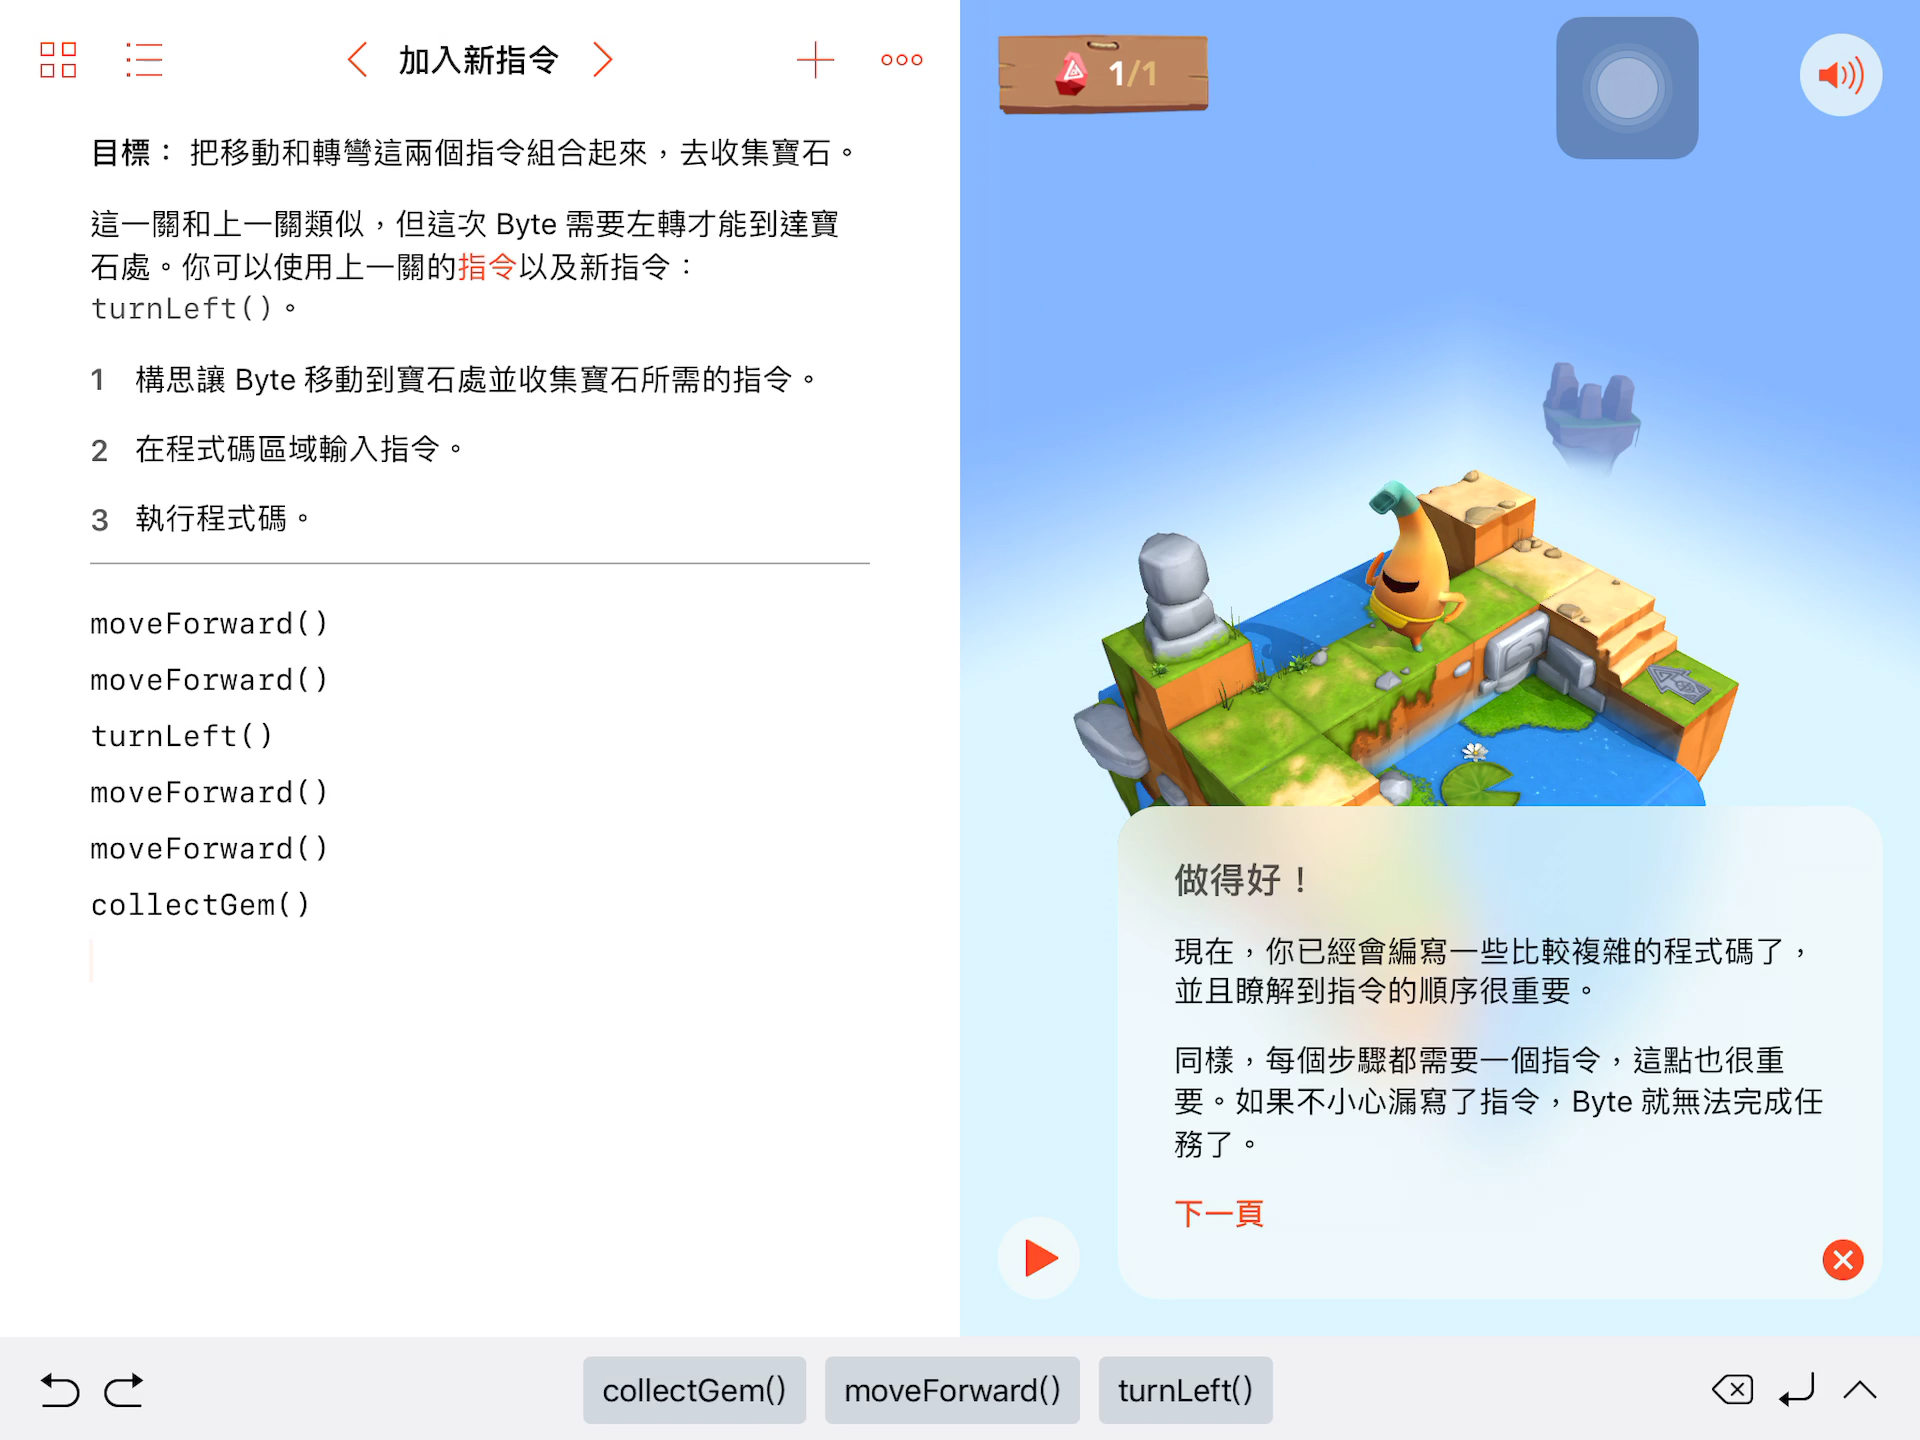 加入新指令
目標： 把移動和轉彎這兩個指令組合起來，去收集寶石。
這一關和上一關類似，但這次 Byte 需要左轉才能到達寶
石處。你可以使用上一關的指令以及新指令：
turnLeft()。
1 構思讓 Byte 移動到寶石處並收集寶石所需的指令。
2 在程式碼區域輸入指令。
3 執行程式碼。
moveForward()
moveForward()
turnLeft()
moveForward()
moveForward()
collectGem()
1/1
做得好！
現在，你已經會編寫一些比較複雜的程式碼了，
並且瞭解到指令的順序很重要。
同樣，每個步驟都需要一個指令，這點也很重
要。如果不小心漏寫了指令，Byte 就無法完成任
務了。
下一頁
collectGem()
moveForward()
turnLeft()